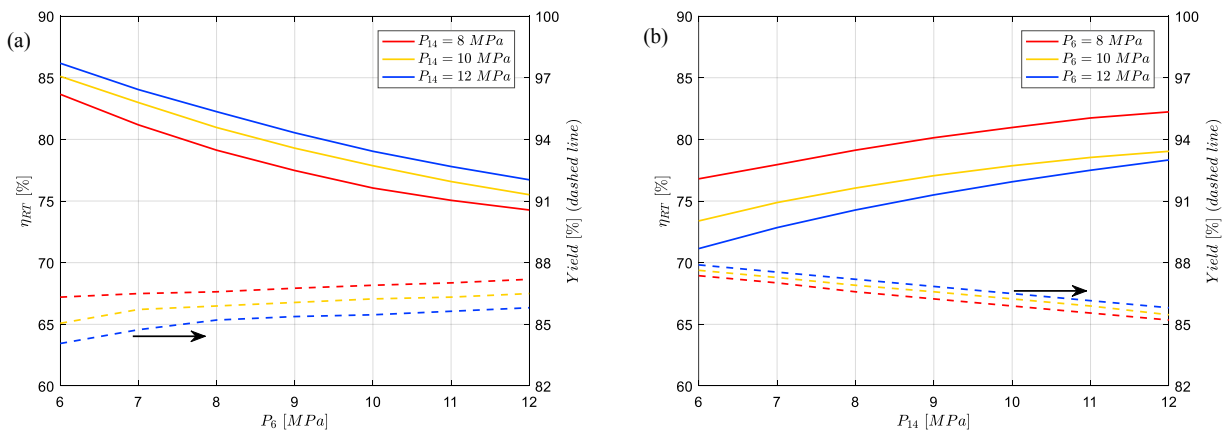 (a)
90
85
80
75
70
65
60
η_RT [%]
100
97
94
91
88
85
82
Yield [%] (dashed line)
P_14 = 8 MPa
P_14 = 10 MPa
P_14 = 12 MPa
6 7 8 9 10 11 12
P_6 [MPa]
(b)
90
85
80
75
70
65
60
η_RT [%]
100
97
94
91
88
85
82
Yield [%] (dashed line)
P_6 = 8 MPa
P_6 = 10 MPa
P_6 = 12 MPa
6 7 8 9 10 11 12
P_14 [MPa]